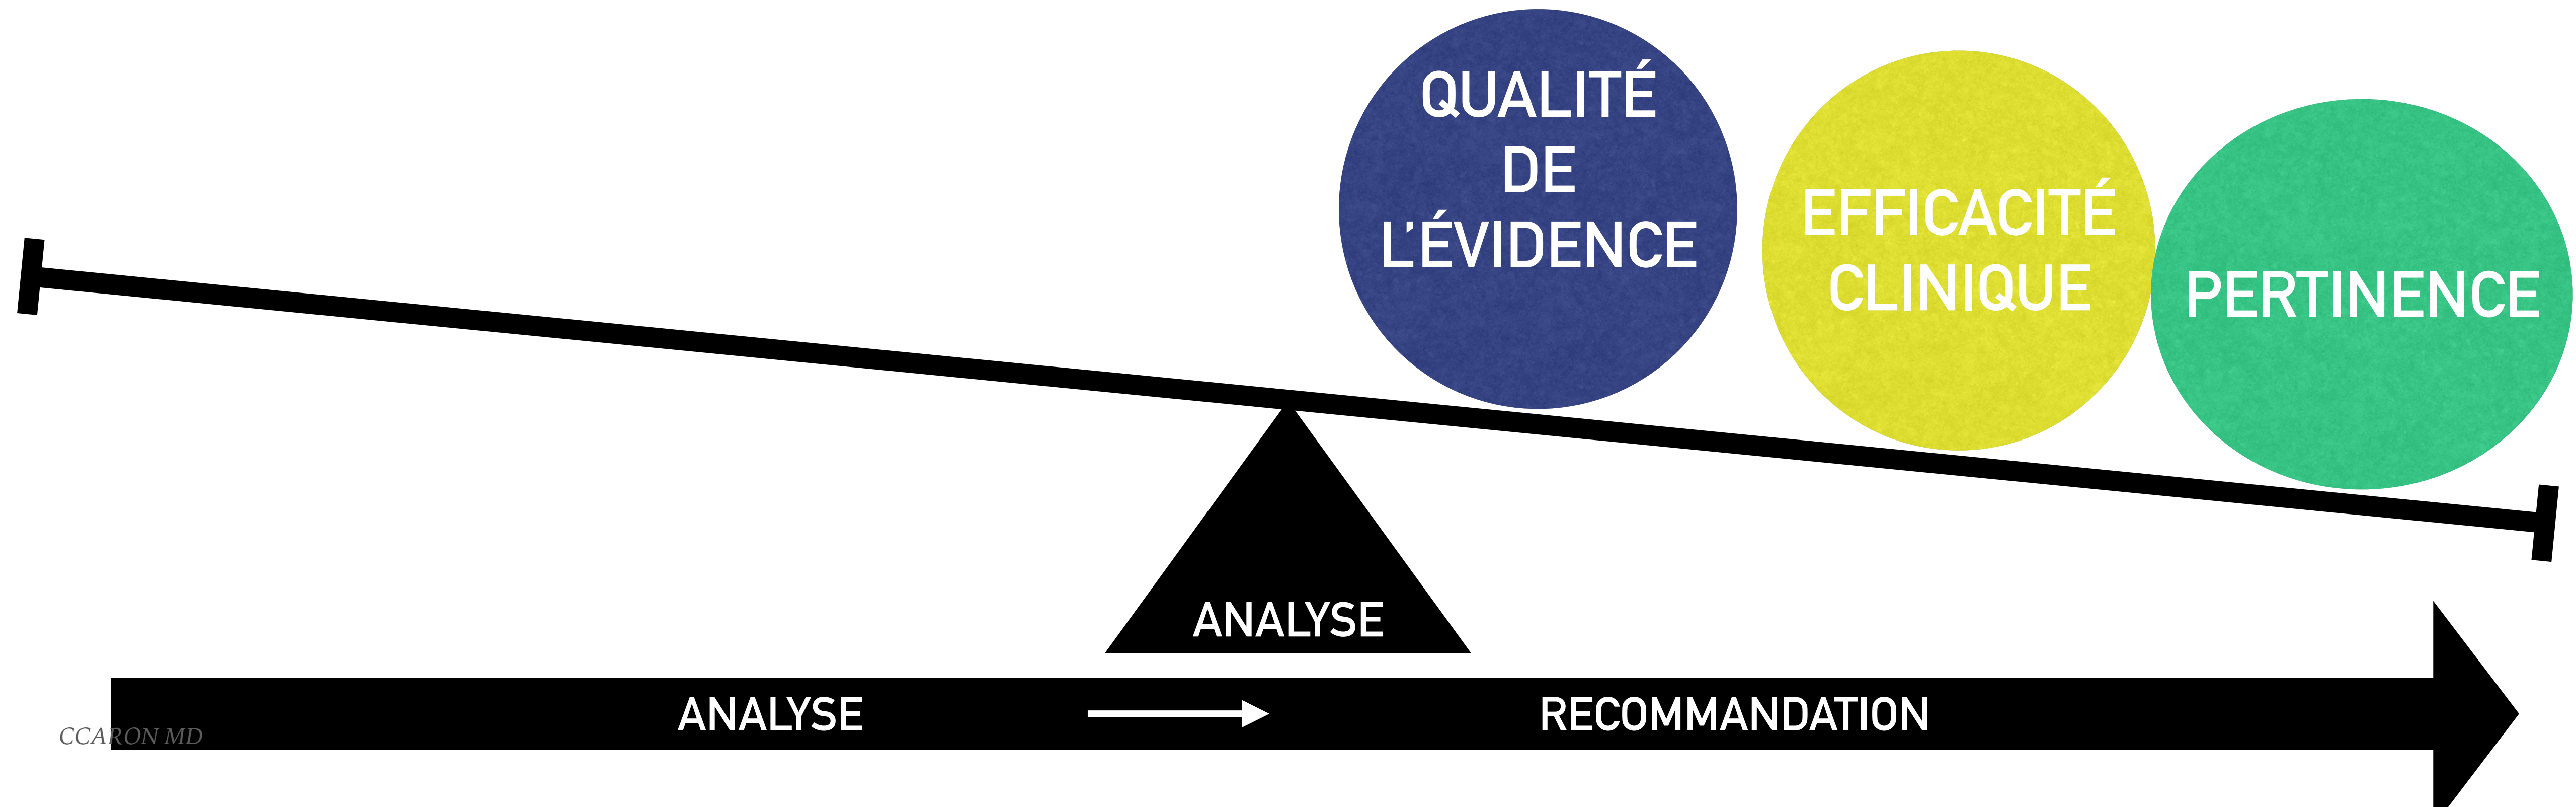 QUALITÉ
DE
L’ÉVIDENCE
EFFICACITÉ
CLINIQUE
PERTINENCE
ANALYSE
ANALYSE
RECOMMANDATION
CCARON MD